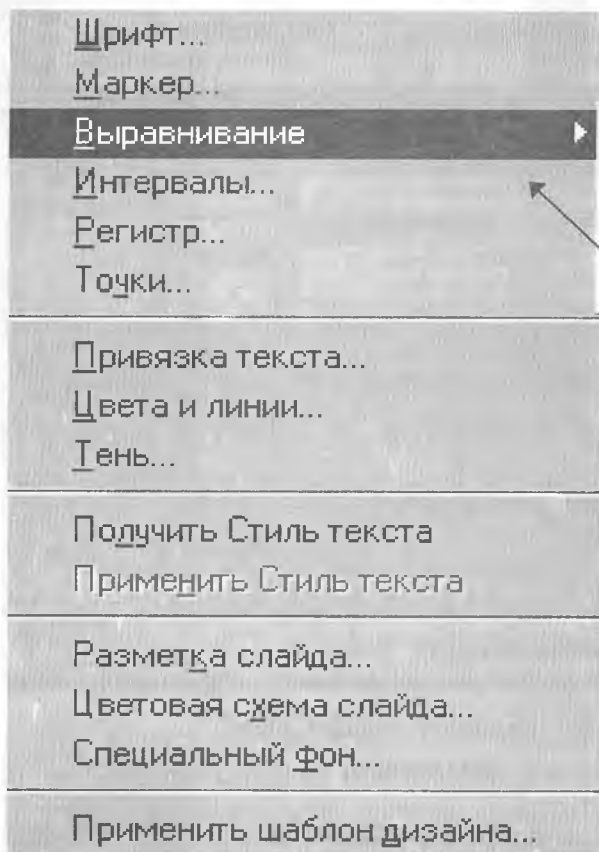 Шрифт...
Маркер...
Выравнивание
Интервалы...
Регистр...
Точки...
Привязка текста...
Цвета и линии...
Тень...
Получить Стиль текста
Применить Стиль текста
Разметка слайда...
Цветовая схема слайда...
Специальный фон...
Применить шаблон дизайна...